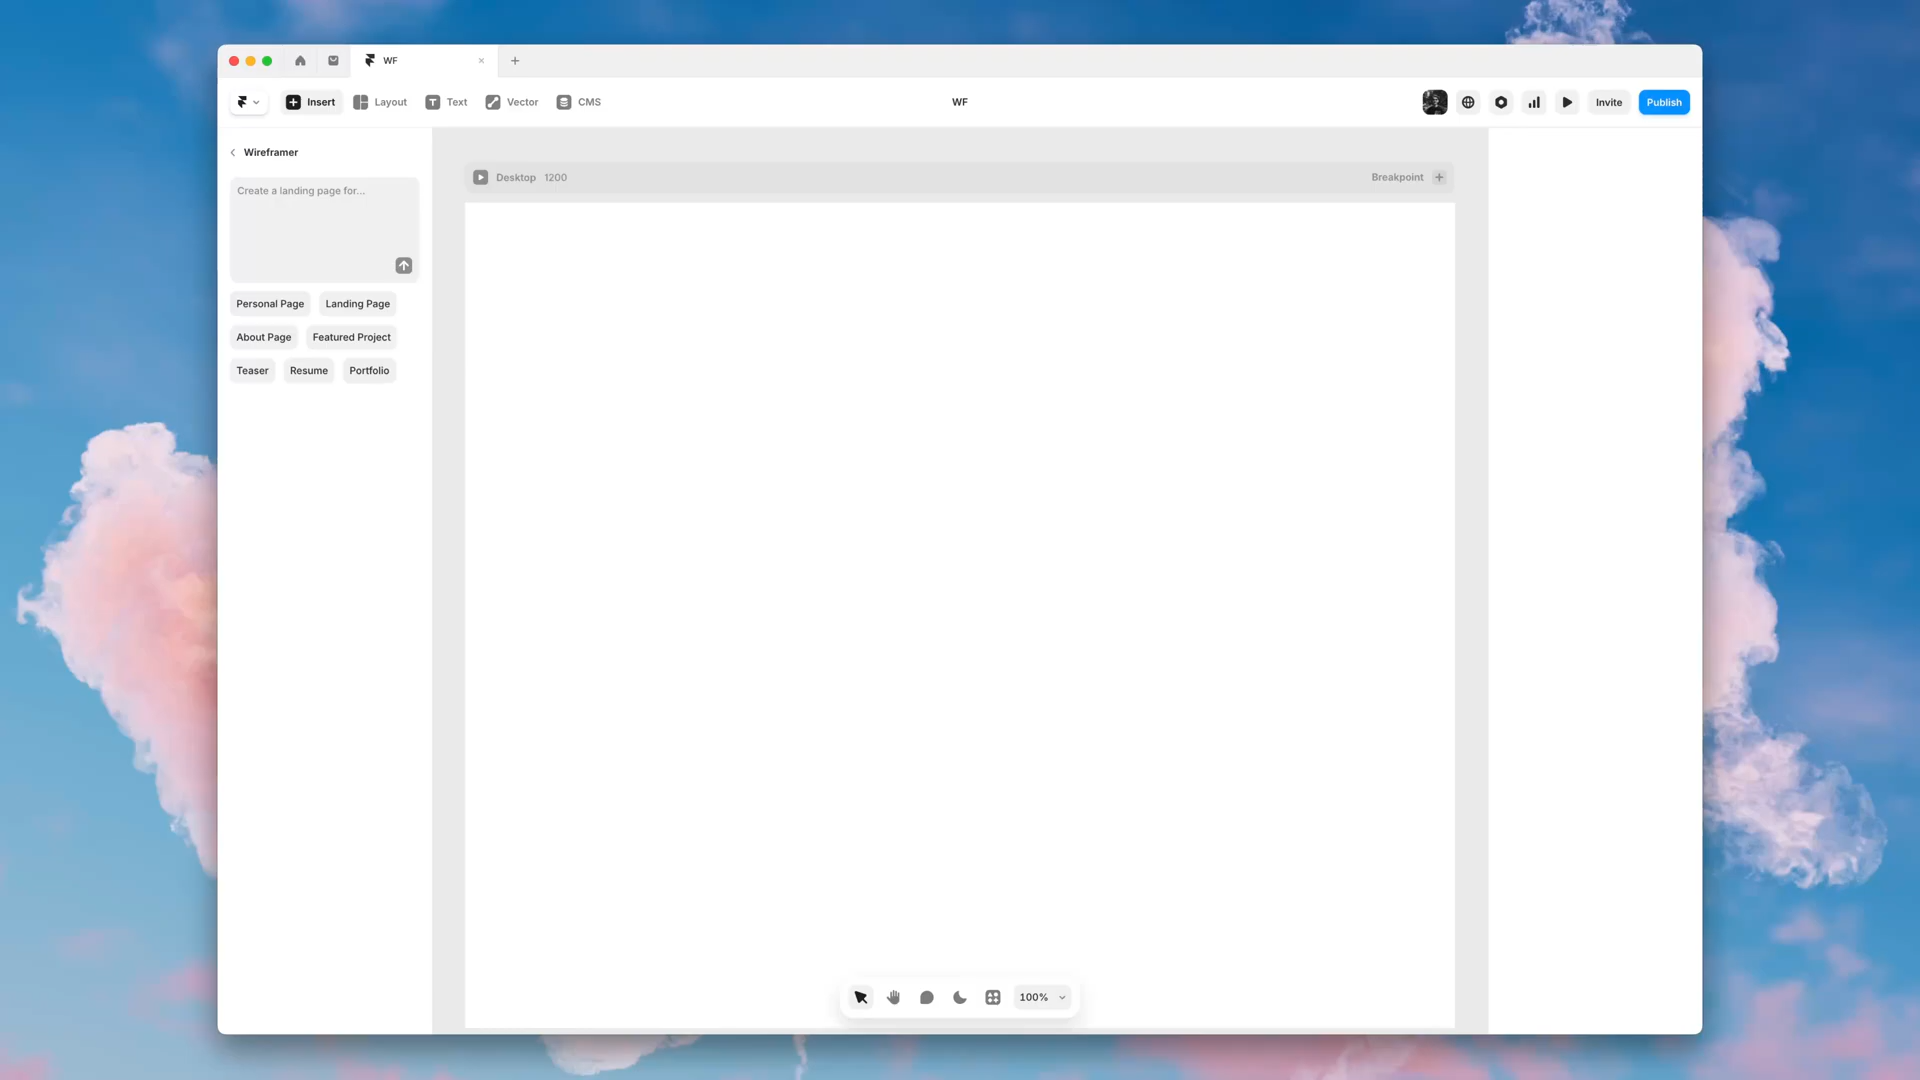 WF
Insert
Layout
Text
Vector
CMS
WF
Invite
Publish
Wireframer
Create a landing page for...
Personal Page
Landing Page
About Page
Featured Project
Teaser
Resume
Portfolio
Desktop 1200
Breakpoint
100%